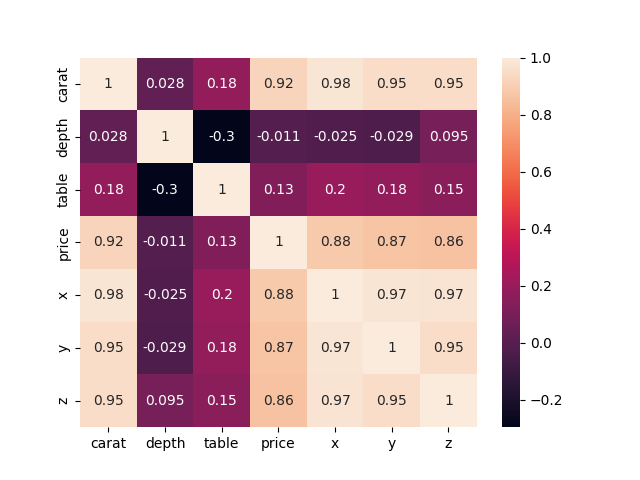 carat 1 0.028 0.18 0.92 0.98 0.95 0.95
depth 0.028 1 -0.3 -0.011 -0.025 -0.029 0.095
table 0.18 -0.3 1 0.13 0.2 0.18 0.15
price 0.92 -0.011 0.13 1 0.88 0.87 0.86
x 0.98 -0.025 0.2 0.88 1 0.97 0.97
y 0.95 -0.029 0.18 0.87 0.97 1 0.95
z 0.95 0.095 0.15 0.86 0.97 0.95 1
carat depth table price x y z
1.0
0.8
0.6
0.4
0.2
0.0
−0.2